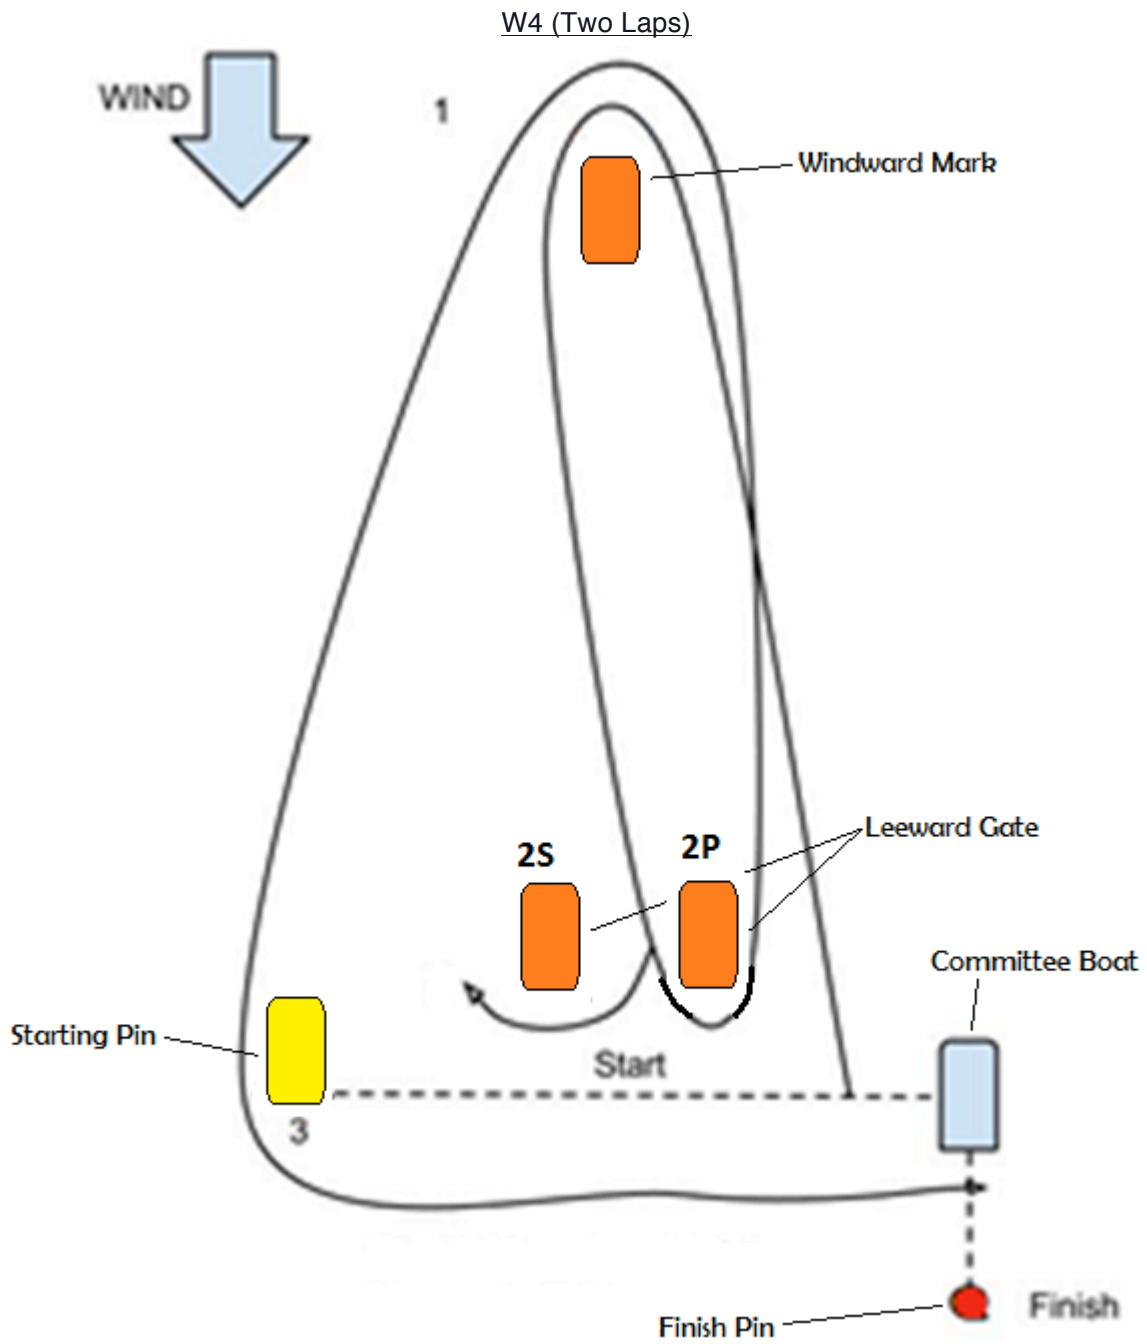 W4 (Two Laps)
WIND
1
Windward Mark
Leeward Gate
2S
2P
Committee Boat
Starting Pin
Start
3
Finish
Finish Pin